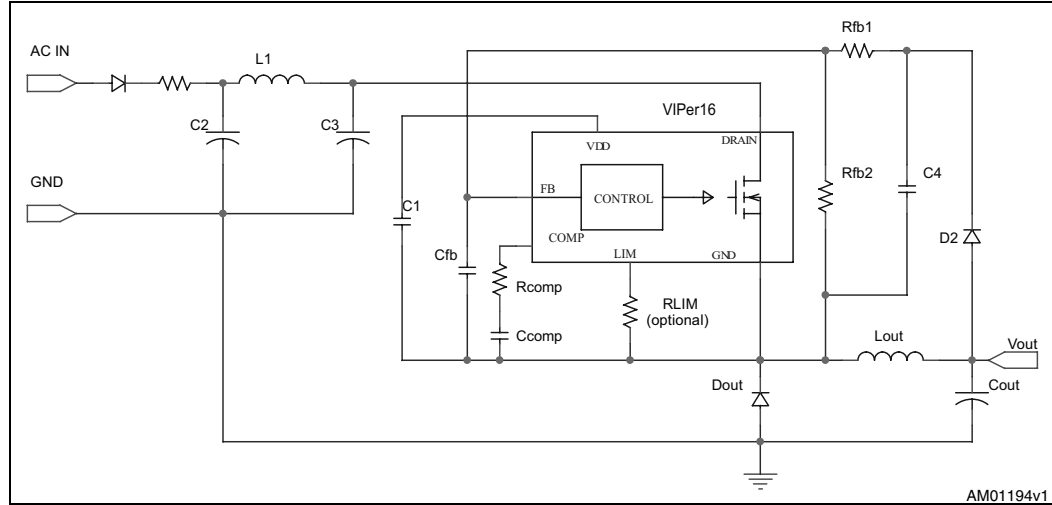 Rfb1
AC IN
L1
VIPer16
C2
C3
VDD
DRAIN
GND
C1
FB
CONTROL
Rfb2
C4
COMP
LIM
GND
D2
Cfb
Rcomp
RLIM
(optional)
Ccomp
Lout
Vout
Dout
Cout
AM01194v1